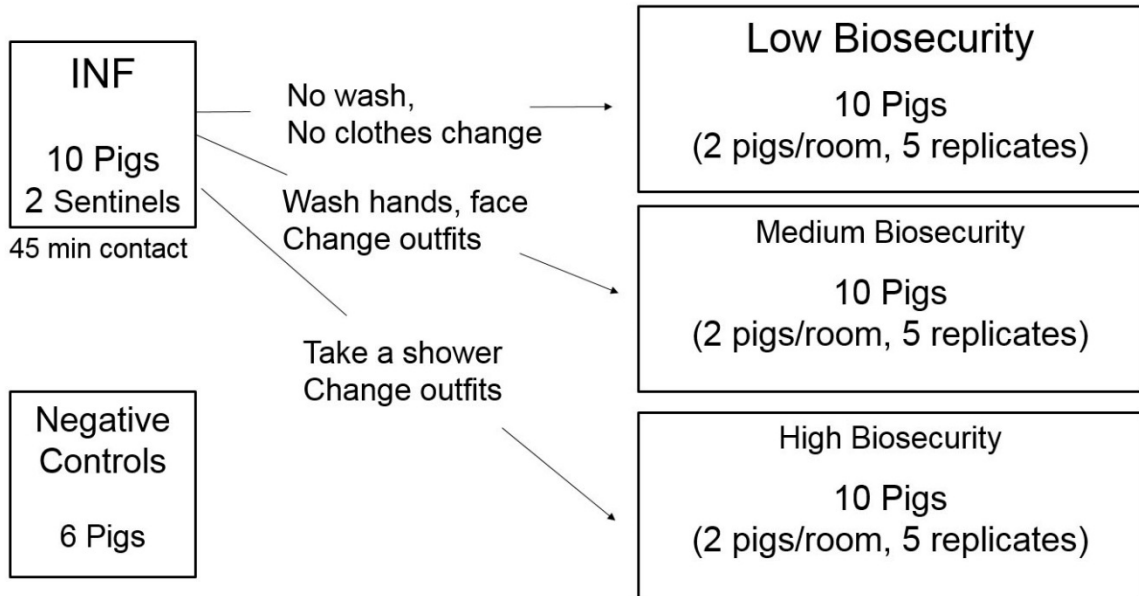 INF
10 Pigs
2 Sentinels
45 min contact
No wash,
No clothes change
Wash hands, face
Change outfits
Take a shower
Change outfits
Negative
Controls
6 Pigs
Low Biosecurity
10 Pigs
(2 pigs/room, 5 replicates)
Medium Biosecurity
10 Pigs
(2 pigs/room, 5 replicates)
High Biosecurity
10 Pigs
(2 pigs/room, 5 replicates)